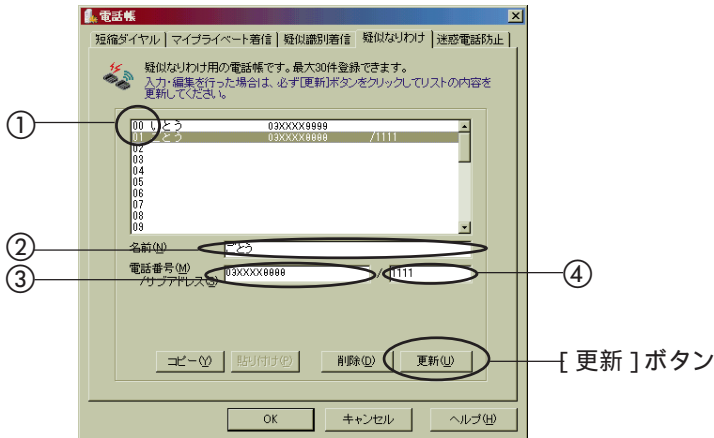 電話帳
短縮ダイヤル マイプライベート着信 疑似識別着信 疑似なりわけ 迷惑電話防止
疑似なりわけ用の電話帳です。最大30件登録できます。
入力・編集を行った場合は、必ず[更新]ボタンをクリックしてリストの内容を
更新してください。
① 00 いとう 03XXXX9999
01 ごとう 03XXXX8888 /1111
02
03
04
05
06
07
08
09
② 名前(N) ごとう
③ 電話番号(M) 03XXXX8888 / 1111 ④
/サブアドレス(S)
コピー(Y) 貼り付け(P) 削除(D) 更新(U) [ 更新 ]ボタン
OK キャンセル ヘルプ(H)